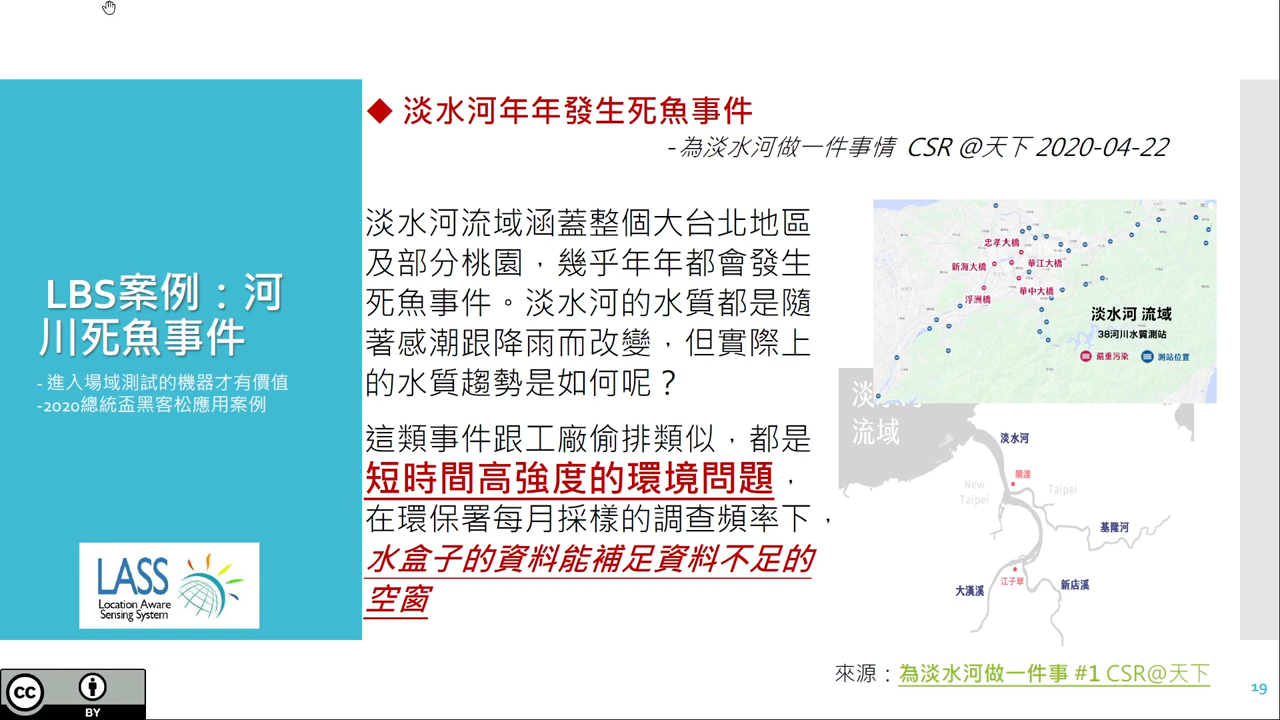 ◆ 淡水河年年發生死魚事件
-為淡水河做一件事情 CSR @天下 2020-04-22
LBS案例：河
川死魚事件
- 進入場域測試的機器才有價值
-2020總統盃黑客松應用案例
LASS
Location Aware
Sensing System
淡水河流域涵蓋整個大台北地區
及部分桃園，幾乎年年都會發生
死魚事件。淡水河的水質都是隨
著感潮跟降雨而改變，但實際上
的水質趨勢是如何呢？
這類事件跟工廠偷排類似，都是
短時間高強度的環境問題，
在環保署每月採樣的調查頻率下，
水盒子的資料能補足資料不足的
空窗
忠孝大橋
新海大橋
華江大橋
華中大橋
浮洲橋
淡水河 流域
38河川水質測站
嚴重污染
測站位置
流域
淡水河
關渡
New
Taipei
Taipei
基隆河
江子翠
大漢溪
新店溪
來源：為淡水河做一件事 #1 CSR@天下
19
cc
BY